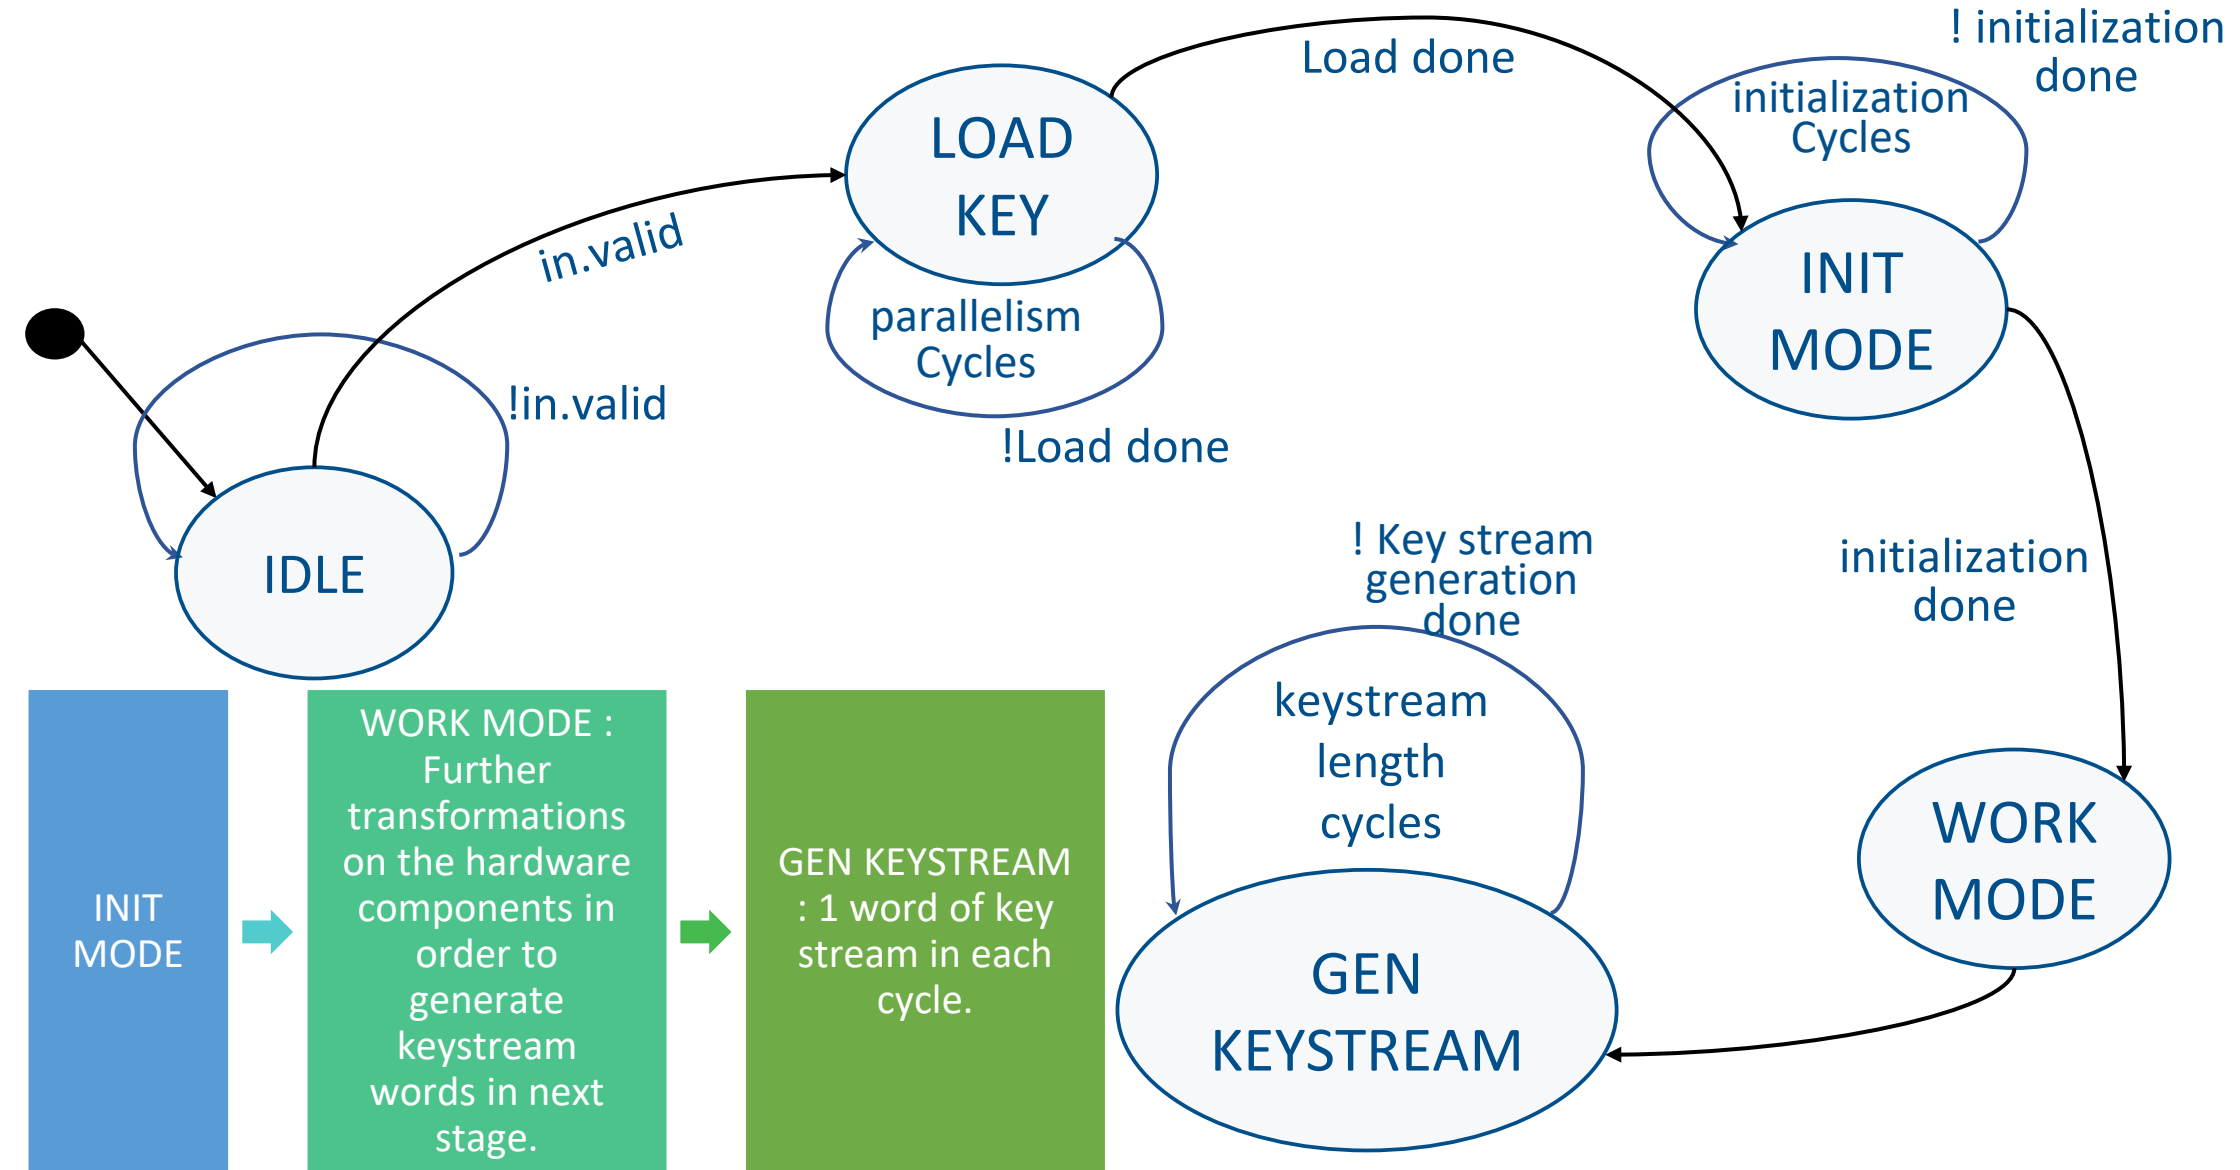 ! initialization
done
Load done
initialization
Cycles
LOAD
KEY
in.valid
INIT
MODE
parallelism
Cycles
!in.valid
!Load done
IDLE
! Key stream
generation
done
initialization
done
keystream
length
cycles
WORK
MODE
GEN
KEYSTREAM
INIT
MODE
WORK MODE :
Further
transformations
on the hardware
components in
order to
generate
keystream
words in next
stage.
GEN KEYSTREAM
: 1 word of key
stream in each
cycle.